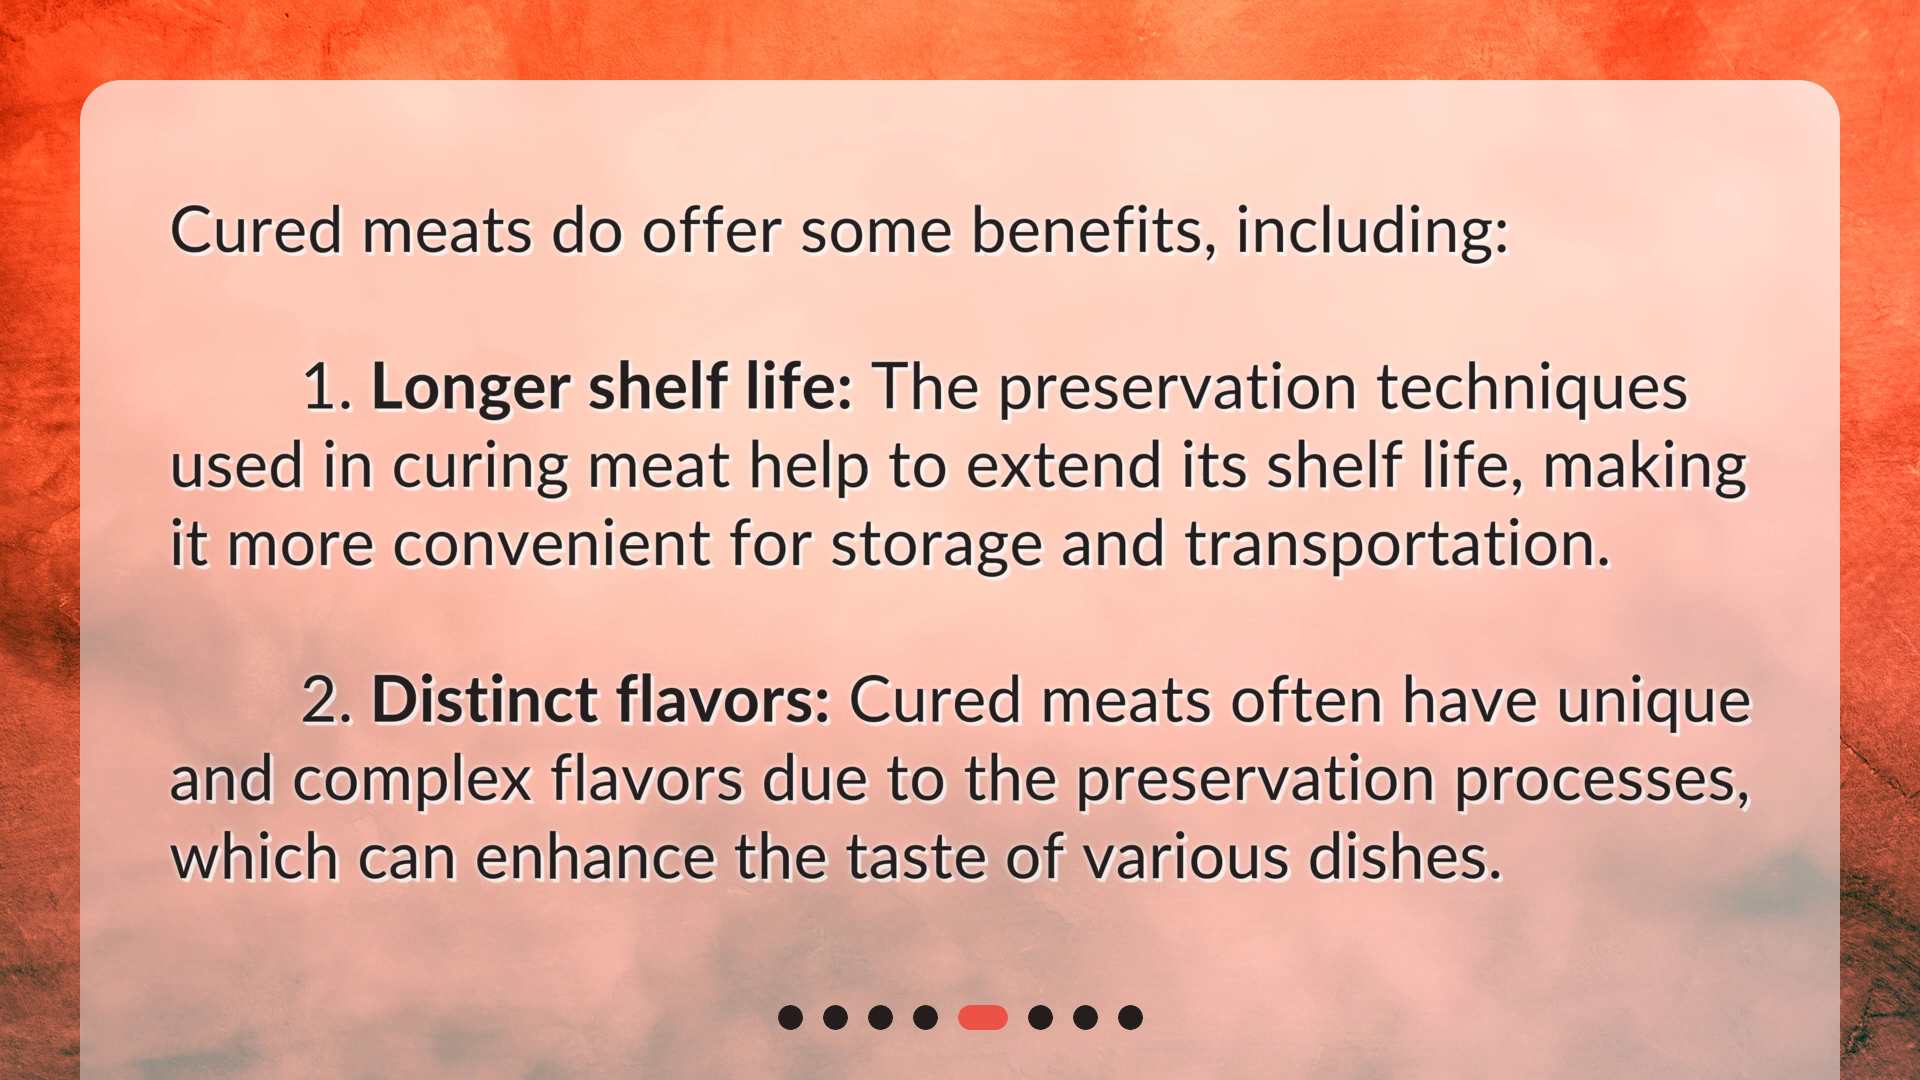 Cured meats do offer some benefits, including:
1. Longer shelf life: The preservation techniques
used in curing meat help to extend its shelf life, making
it more convenient for storage and transportation.
2. Distinct flavors: Cured meats often have unique
and complex flavors due to the preservation processes,
which can enhance the taste of various dishes.